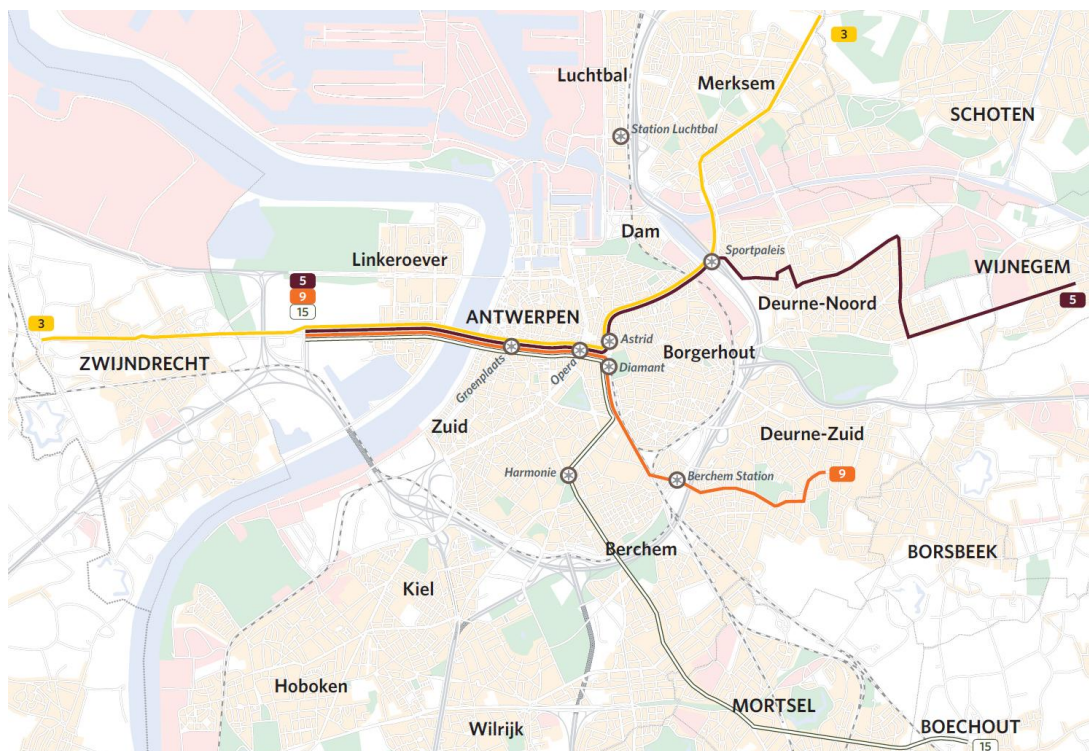 3
Luchtbal
Merksem
SCHOTEN
Station Luchtbal
Dam
Sportpaleis
Linkeroever
WIJNEGEM
5
9
15
5
Deurne-Noord
3
ANTWERPEN
Astrid
Borgerhout
ZWIJNDRECHT
Groenplaats
Opera
Diamant
Zuid
Deurne-Zuid
Harmonie
Berchem Station
9
Berchem
BORSBEEK
Kiel
Hoboken
MORTSEL
Wilrijk
BOECHOUT
15